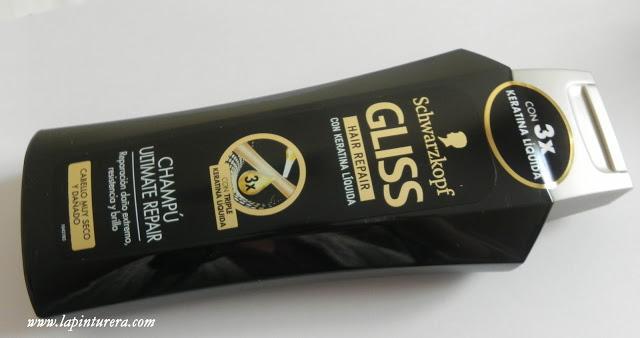 CON
3X
KERATINA LÍQUIDA
Schwarzkopf
GLISS
HAIR REPAIR
CON KERATINA LÍQUIDA
3X
CON TRIPLE
KERATINA LÍQUIDA
CHAMPÚ
ULTIMATE REPAIR
Reparación daño extremo,
resistencia y brillo
CABELLO MUY SECO
Y DAÑADO
www.lapinturera.com